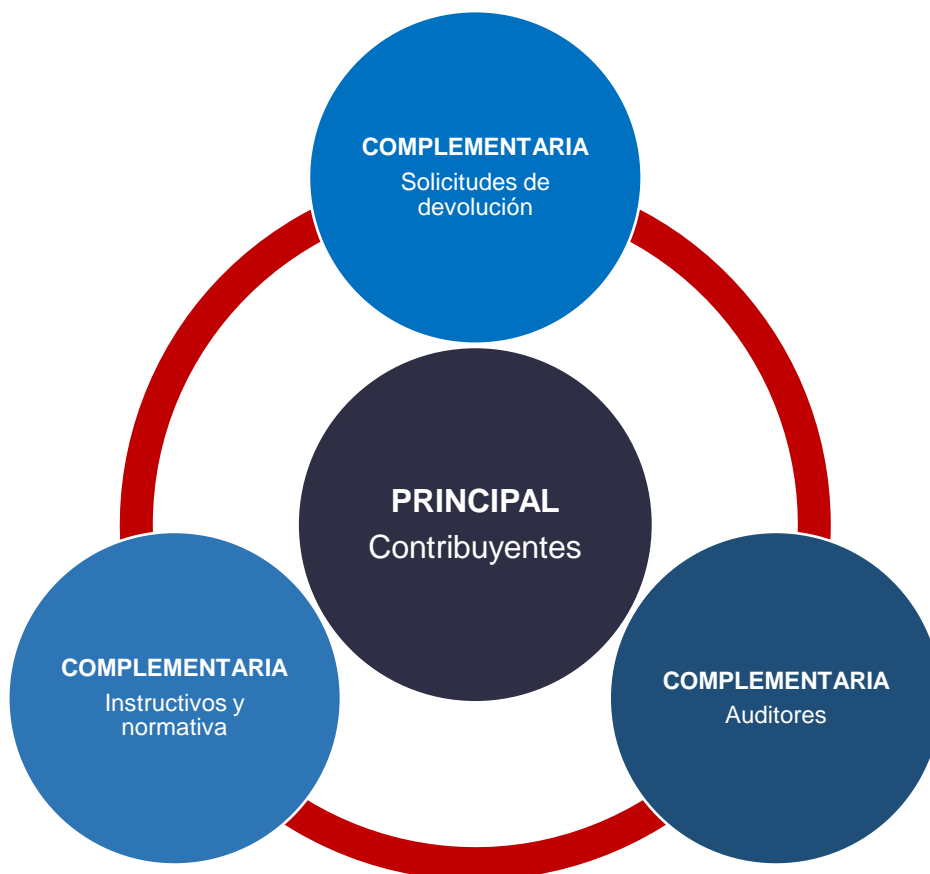 COMPLEMENTARIA
Solicitudes de
devolución
PRINCIPAL
Contribuyentes
COMPLEMENTARIA
Instructivos y
normativa
COMPLEMENTARIA
Auditores